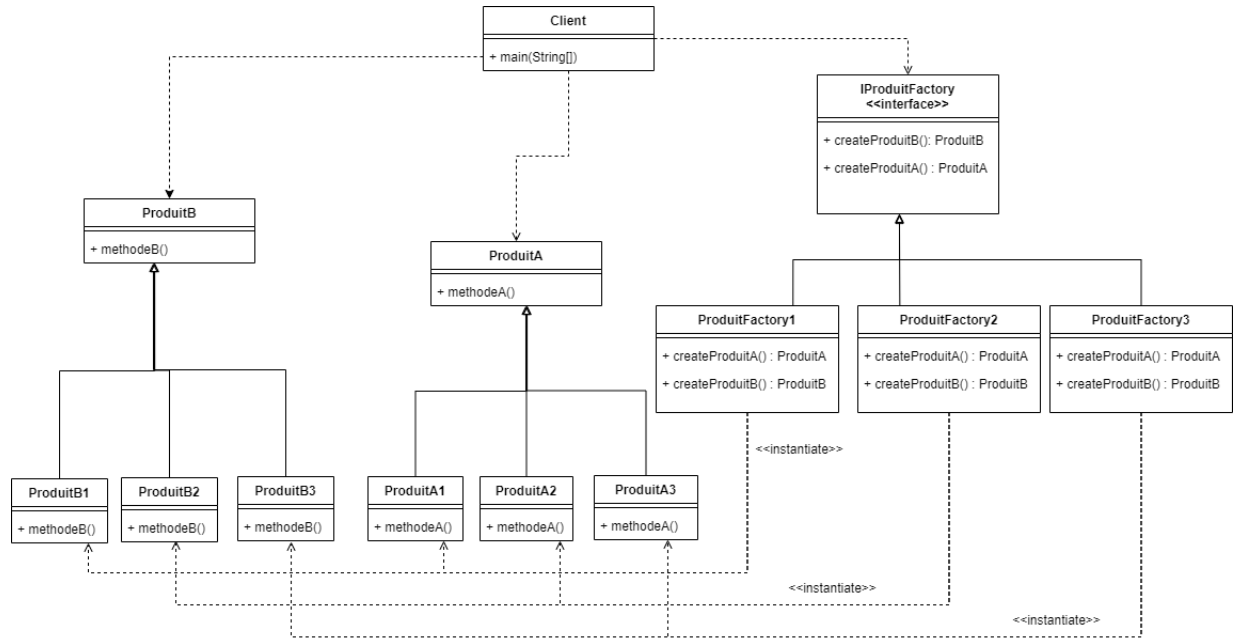 Client
+ main(String[])
IProduitFactory
<<interface>>
+ createProduitB(): ProduitB
+ createProduitA() : ProduitA
ProduitB
+ methodeB()
ProduitA
+ methodeA()
ProduitFactory1
+ createProduitA() : ProduitA
+ createProduitB() : ProduitB
ProduitFactory2
+ createProduitA() : ProduitA
+ createProduitB() : ProduitB
ProduitFactory3
+ createProduitA() : ProduitA
+ createProduitB() : ProduitB
<<instantiate>>
ProduitB1
+ methodeB()
ProduitB2
+ methodeB()
ProduitB3
+ methodeB()
ProduitA1
+ methodeA()
ProduitA2
+ methodeA()
ProduitA3
+ methodeA()
<<instantiate>>
<<instantiate>>